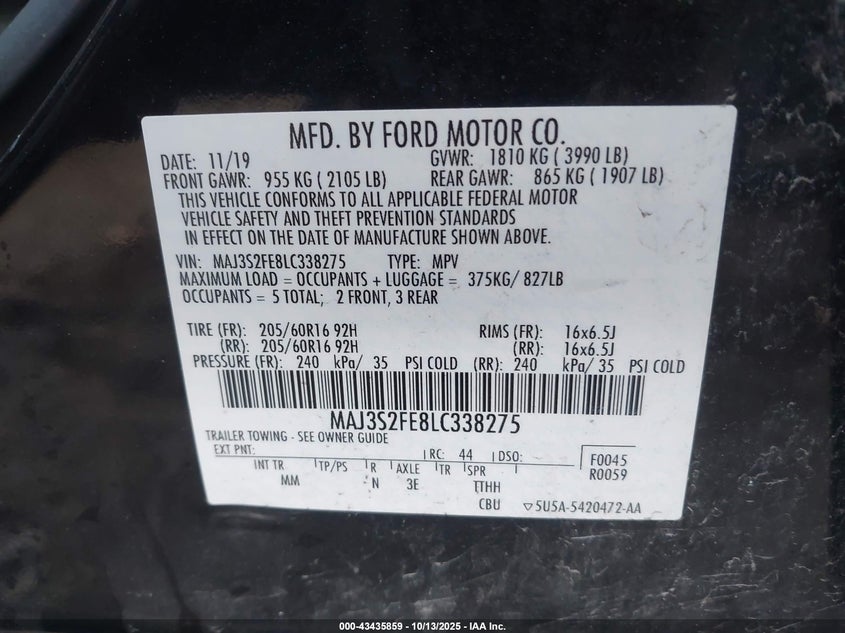 MFD. BY FORD MOTOR CO.
DATE: 11/19 GVWR: 1810 KG ( 3990 LB)
FRONT GAWR: 955 KG ( 2105 LB) REAR GAWR: 865 KG ( 1907 LB)
THIS VEHICLE CONFORMS TO ALL APPLICABLE FEDERAL MOTOR
VEHICLE SAFETY AND THEFT PREVENTION STANDARDS
IN EFFECT ON THE DATE OF MANUFACTURE SHOWN ABOVE.
VIN: MAJ3S2FE8LC338275 TYPE: MPV
MAXIMUM LOAD = OCCUPANTS + LUGGAGE = 375KG/ 827LB
OCCUPANTS = 5 TOTAL; 2 FRONT, 3 REAR
TIRE (FR): 205/60R16 92H RIMS (FR): 16x6.5J
(RR): 205/60R16 92H (RR): 16x6.5J
PRESSURE (FR): 240 kPa/ 35 PSI COLD (RR): 240 kPa/ 35 PSI COLD
MAJ3S2FE8LC338275
TRAILER TOWING - SEE OWNER GUIDE
EXT PNT: RC: 44 DSO: F0045
INT TR TP/PS R AXLE TR SPR R0059
MM N 3E TTHH
CBU ▽5U5A-5420472-AA
000-43435859 - 10/13/2025 - IAA Inc.